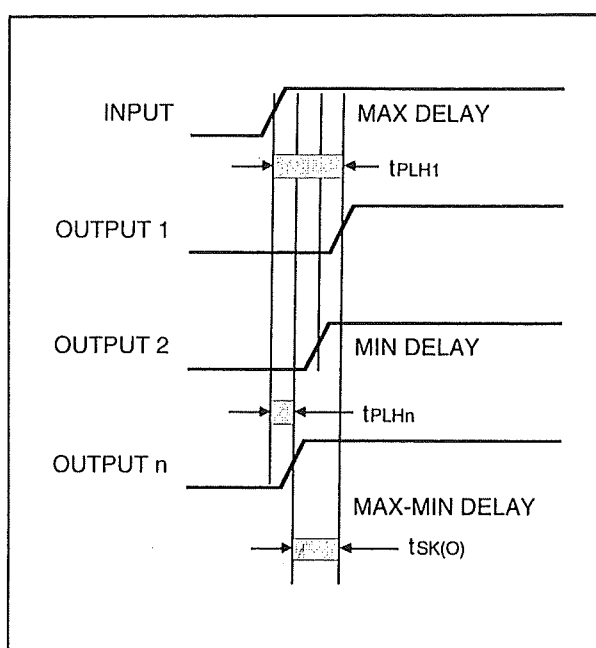 INPUT
MAX DELAY
tPLH1
OUTPUT 1
OUTPUT 2
MIN DELAY
tPLHn
OUTPUT n
MAX-MIN DELAY
tSK(O)